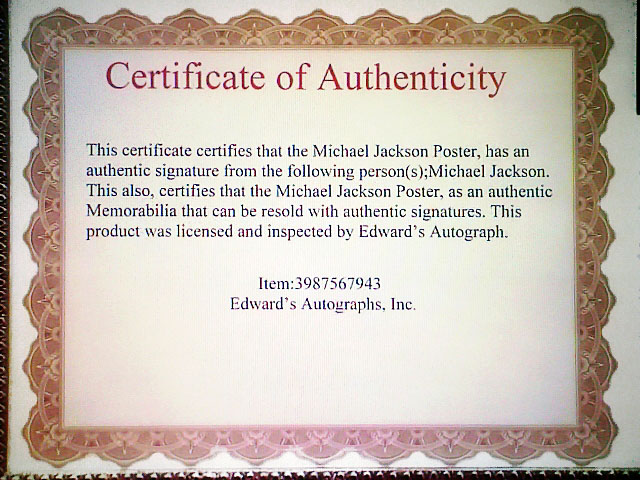 Certificate of Authenticity
This certificate certifies that the Michael Jackson Poster, has an
authentic signature from the following person(s);Michael Jackson.
This also, certifies that the Michael Jackson Poster, as an authentic
Memorabilia that can be resold with authentic signatures. This
product was licensed and inspected by Edward's Autograph.
Item:3987567943
Edward's Autographs, Inc.